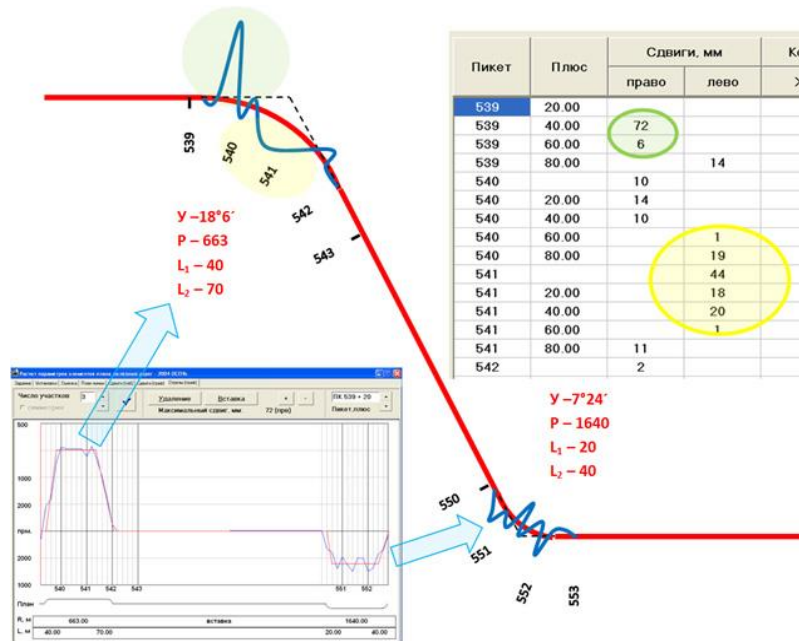 539
540
541
542
543
У –18°6´
Р – 663
L₁ – 40
L₂ – 70
Пикет Плюс Сдвиги, мм
право лево
539 20.00
539 40.00 72
539 60.00 6
539 80.00 14
540 10
540 20.00 14
540 40.00 10
540 60.00 1
540 80.00 19
541 44
541 20.00 18
541 40.00 20
541 60.00 1
541 80.00 11
542 2
У –7°24´
Р – 1640
L₁ – 20
L₂ – 40
550
551
552
553
Число участков 3 Удаление Вставка + - ПК 539 + 20
Максимальный сдвиг, мм 72 (прв) Пикет,плюс
500
1000
2000
прм.
2000
1000
540 541 542 543 551 552
План
R, м 663.00 вставка 1640.00
L, м 40.00 70.00 20.00 40.00